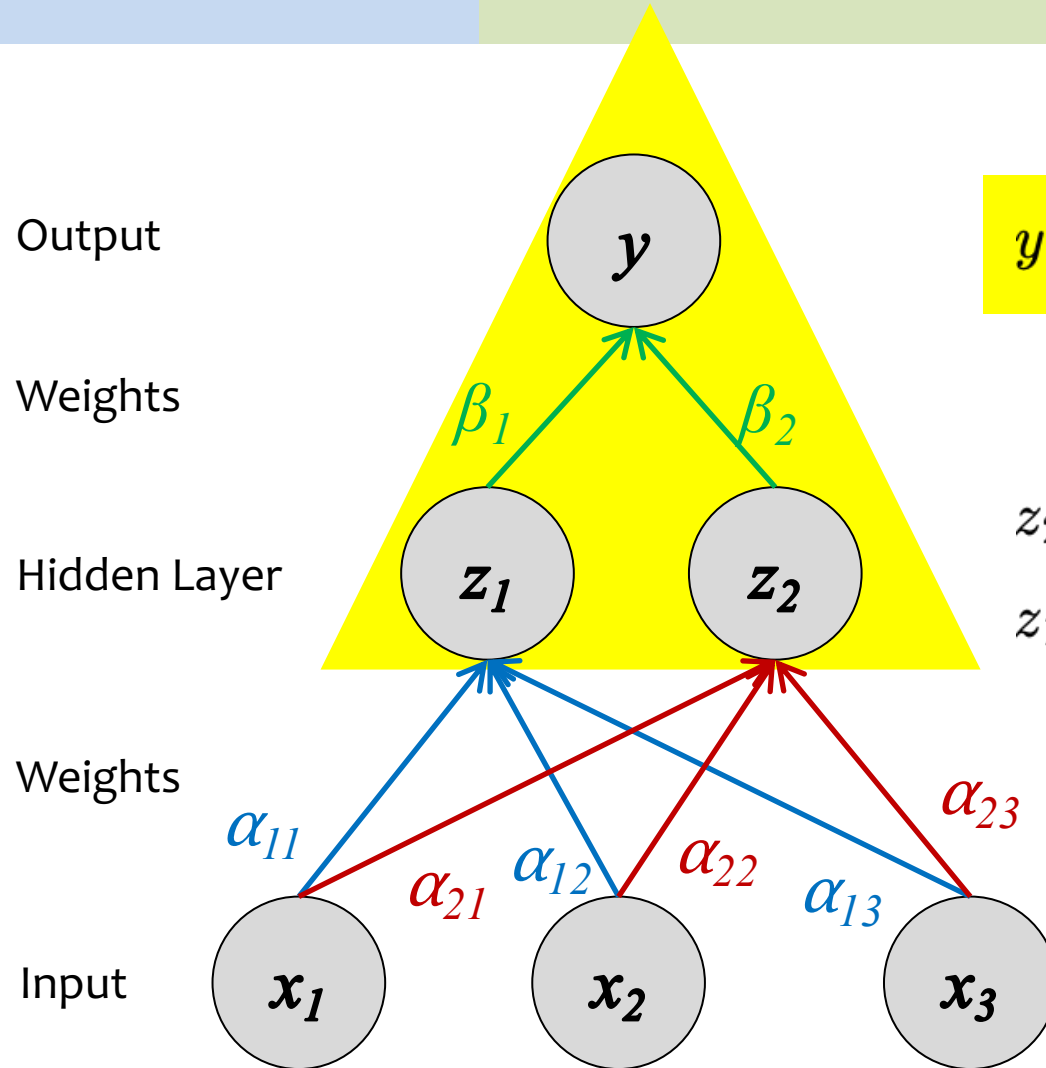 Output
y
y
Weights
β1
β2
Hidden Layer
z1
z2
z
z
Weights
α11
α21
α12
α22
α13
α23
Input
x1
x2
x3